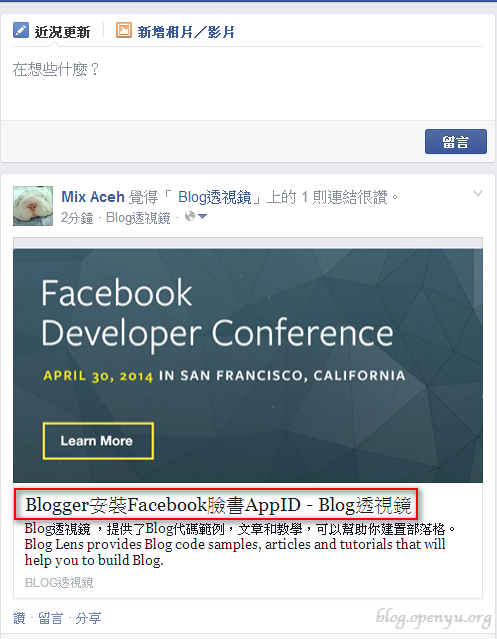 近況更新 新增相片／影片
在想些什麼？
留言
Mix Aceh 覺得「 Blog透視鏡」上的 1 則連結很讚。
2分鐘 · Blog透視鏡 ·
Facebook
Developer Conference
APRIL 30, 2014 IN SAN FRANCISCO, CALIFORNIA
Learn More
Blogger安裝Facebook臉書AppID - Blog透視鏡
Blog透視鏡 ，提供了Blog代碼範例，文章和教學，可以幫助你建置部落格。
Blog Lens provides Blog code samples, articles and tutorials that will
help you to build Blog.
BLOG透視鏡
讚 · 留言 · 分享
blog.openyu.org